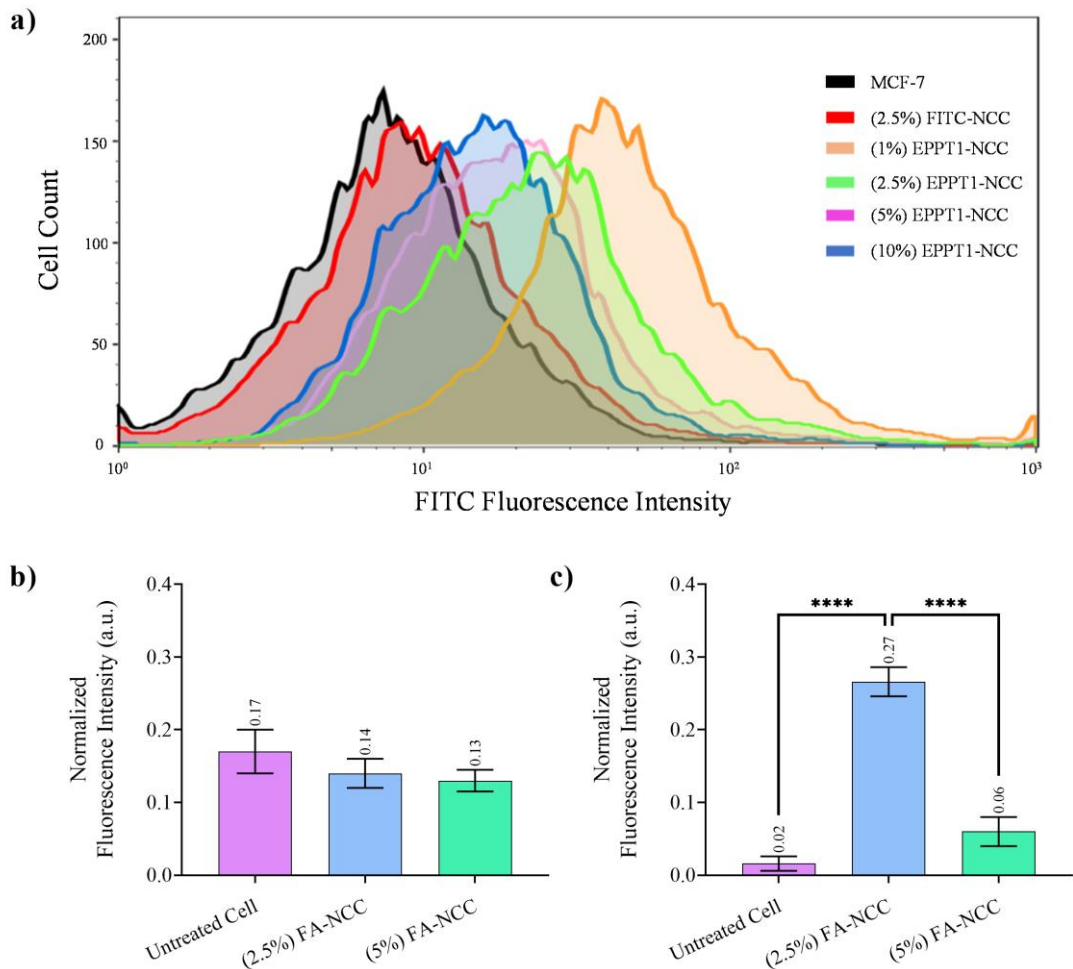 a)
200
150
100
50
0
Cell Count
MCF-7
(2.5%) FITC-NCC
(1%) EPPT1-NCC
(2.5%) EPPT1-NCC
(5%) EPPT1-NCC
(10%) EPPT1-NCC
10⁰
10¹
10²
10³
FITC Fluorescence Intensity
b)
Normalized
Fluorescence Intensity (a.u.)
0.4
0.3
0.2
0.1
0.0
0.17
0.14
0.13
Untreated Cell
(2.5%) FA-NCC
(5%) FA-NCC
c)
Normalized
Fluorescence Intensity (a.u.)
0.4
0.3
0.2
0.1
0.0
****
****
0.02
0.27
0.06
Untreated Cell
(2.5%) FA-NCC
(5%) FA-NCC